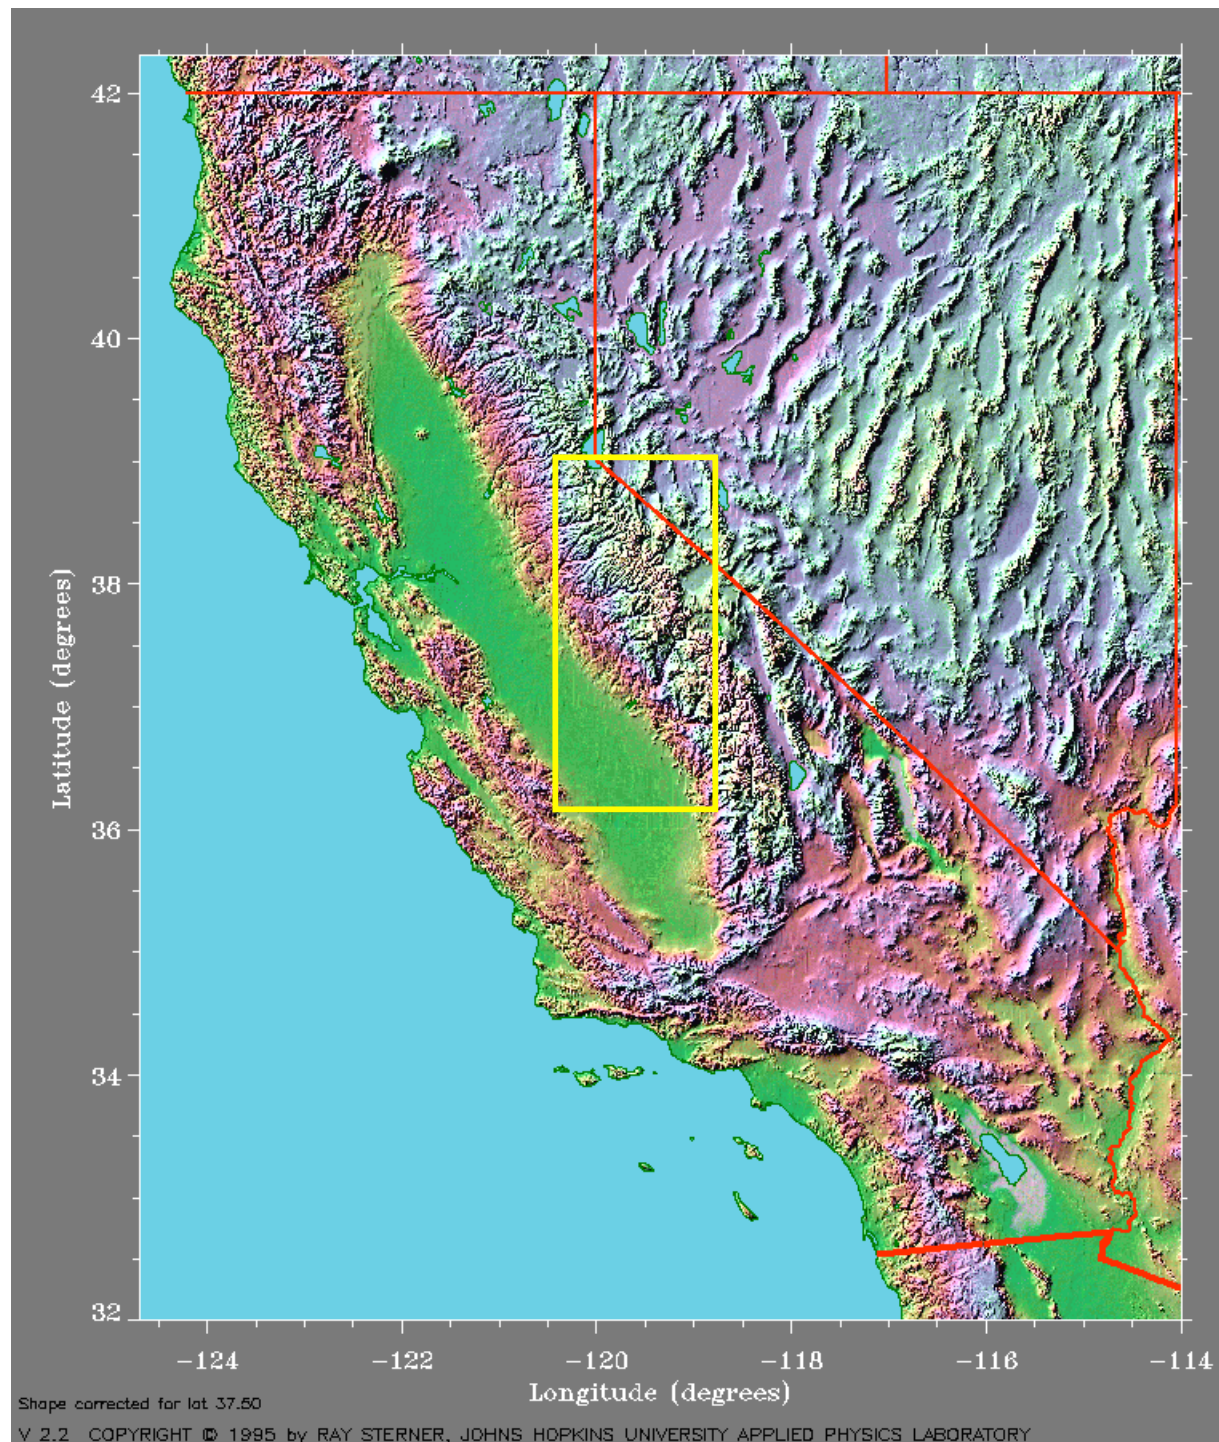 42
40
38
36
34
32
Latitude (degrees)
-124 -122 -120 -118 -116 -114
Longitude (degrees)
Shape corrected for lat 37.50
V 2.2 COPYRIGHT © 1995 by RAY STERNER, JOHNS HOPKINS UNIVERSITY APPLIED PHYSICS LABORATORY